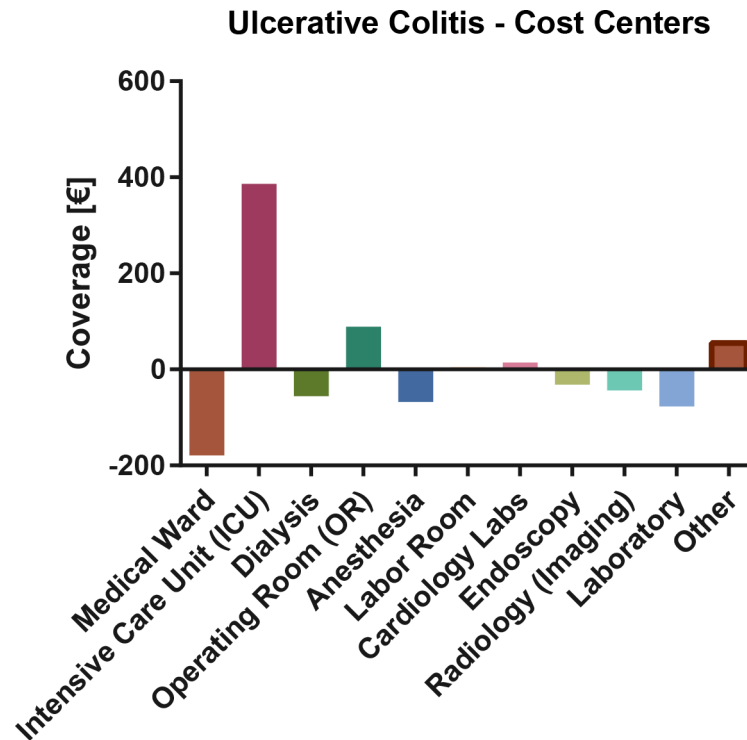 Ulcerative Colitis - Cost Centers
Coverage [€]
600
400
200
0
-200
Medical Ward
Intensive Care Unit (ICU)
Dialysis
Operating Room (OR)
Anesthesia
Labor Room
Cardiology Labs
Endoscopy
Radiology (Imaging)
Laboratory
Other